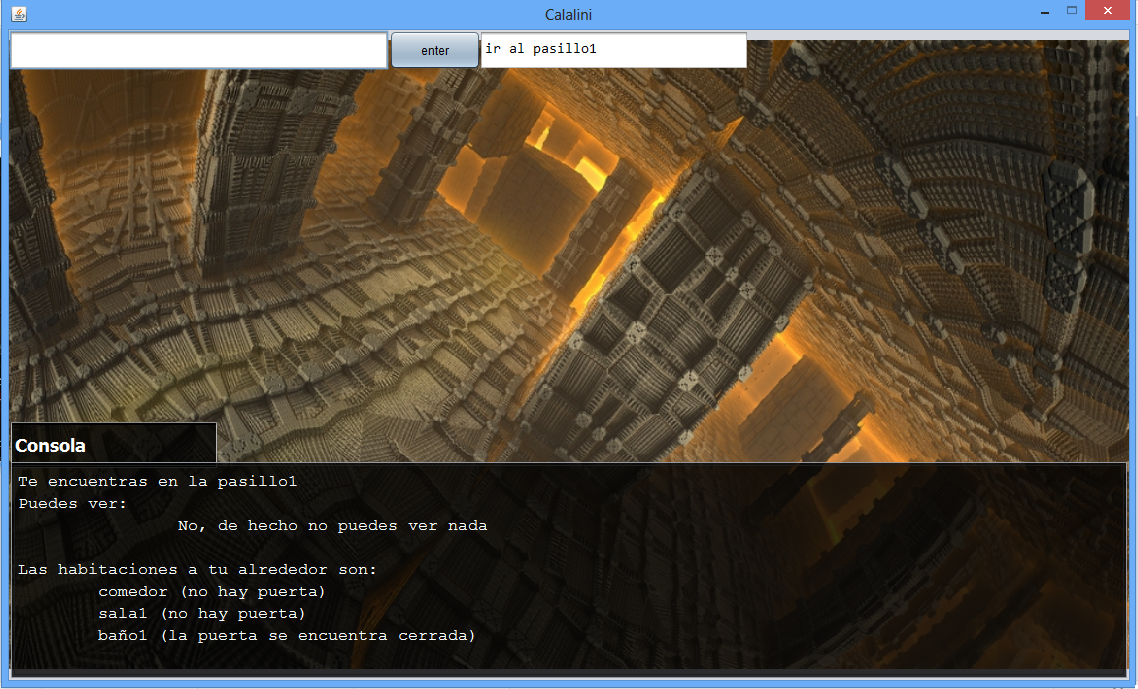 Calalini
enter
ir al pasillo1
Consola
Te encuentras en la pasillo1
Puedes ver:
No, de hecho no puedes ver nada
Las habitaciones a tu alrededor son:
comedor (no hay puerta)
sala1 (no hay puerta)
baño1 (la puerta se encuentra cerrada)